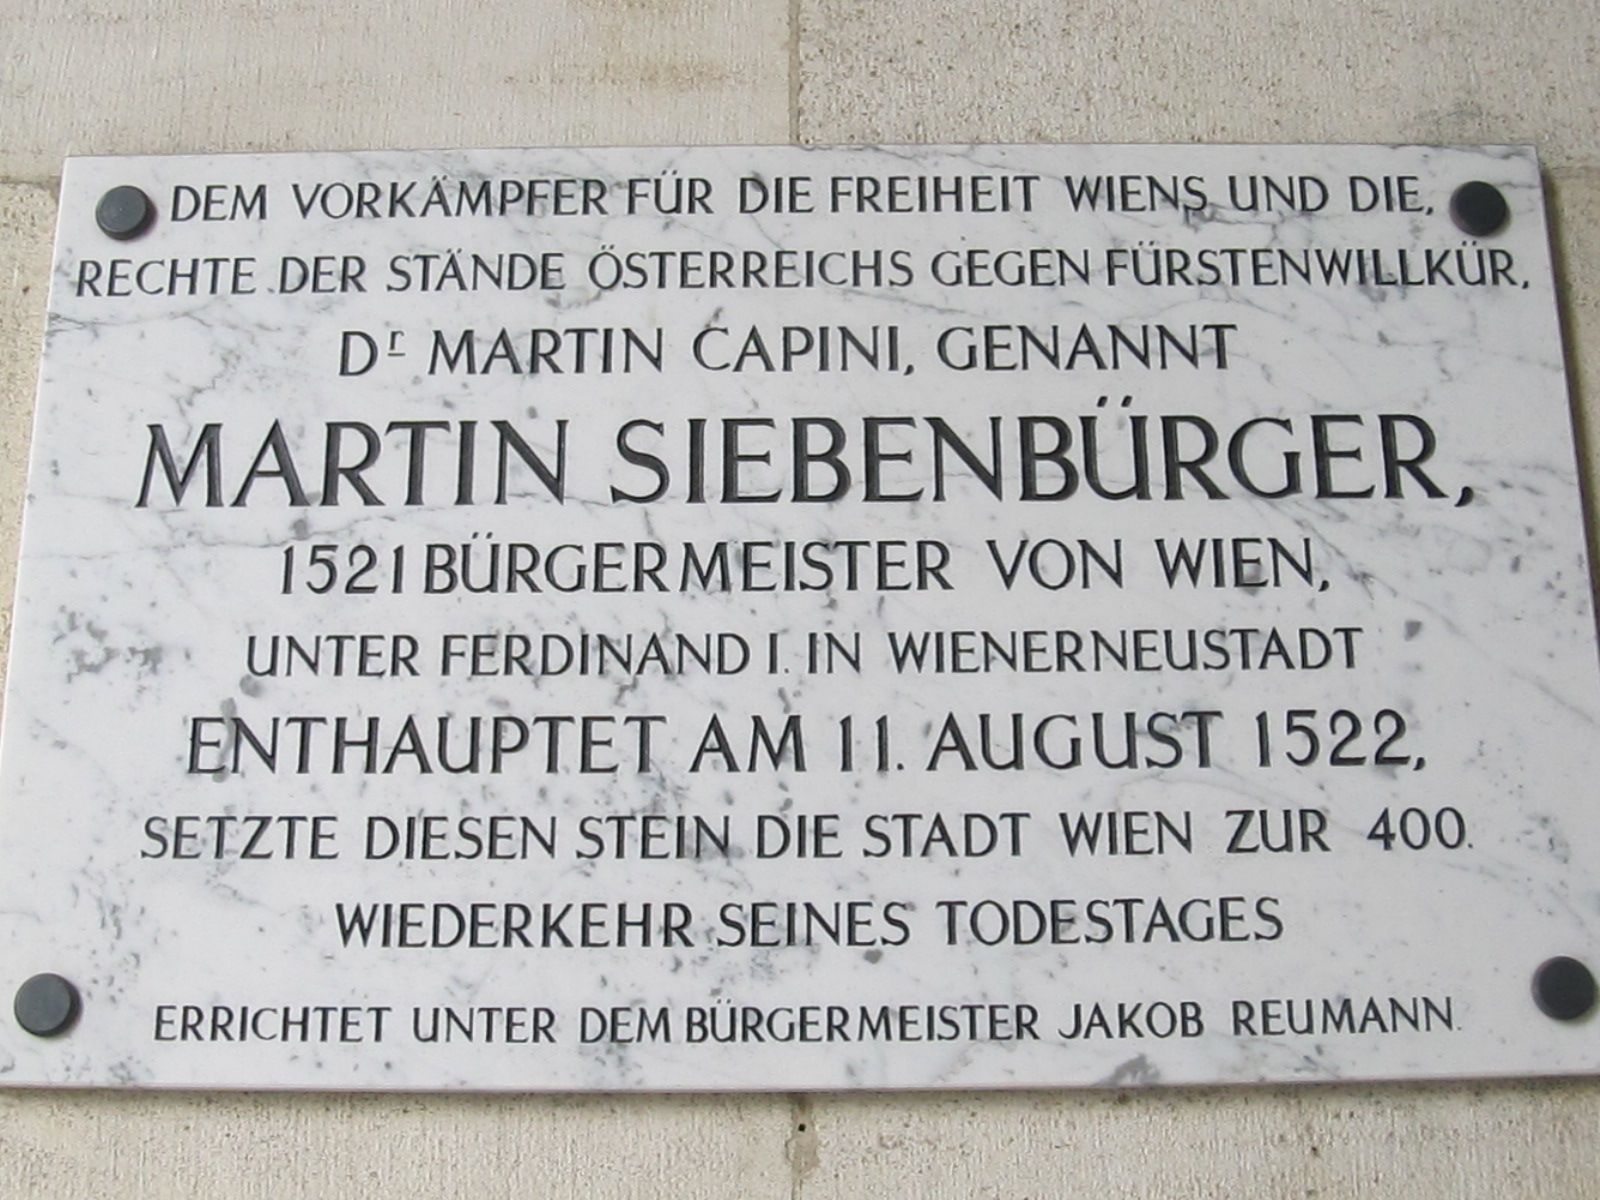 DEM VORKÄMPFER FÜR DIE FREIHEIT WIENS UND DIE,
RECHTE DER STÄNDE ÖSTERREICHS GEGEN FÜRSTENWILLKÜR,
Dr MARTIN CAPINI, GENANNT
MARTIN SIEBENBÜRGER,
1521 BÜRGERMEISTER VON WIEN,
UNTER FERDINAND I. IN WIENERNEUSTADT
ENTHAUPTET AM 11. AUGUST 1522,
SETZTE DIESEN STEIN DIE STADT WIEN ZUR 400.
WIEDERKEHR SEINES TODESTAGES
ERRICHTET UNTER DEM BÜRGERMEISTER JAKOB REUMANN.